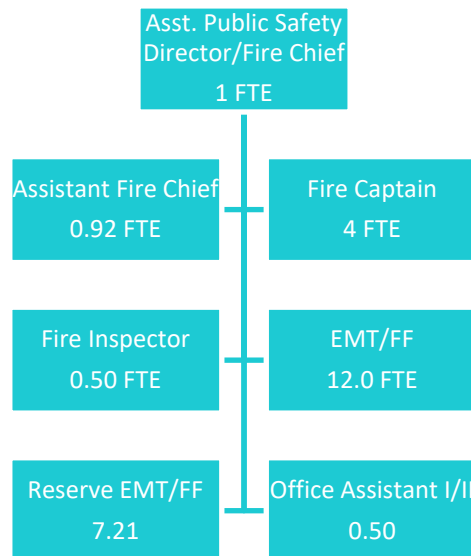 Asst. Public Safety
Director/Fire Chief
1 FTE
Assistant Fire Chief
0.92 FTE
Fire Captain
4 FTE
Fire Inspector
0.50 FTE
EMT/FF
12.0 FTE
Reserve EMT/FF
7.21
Office Assistant I/II
0.50